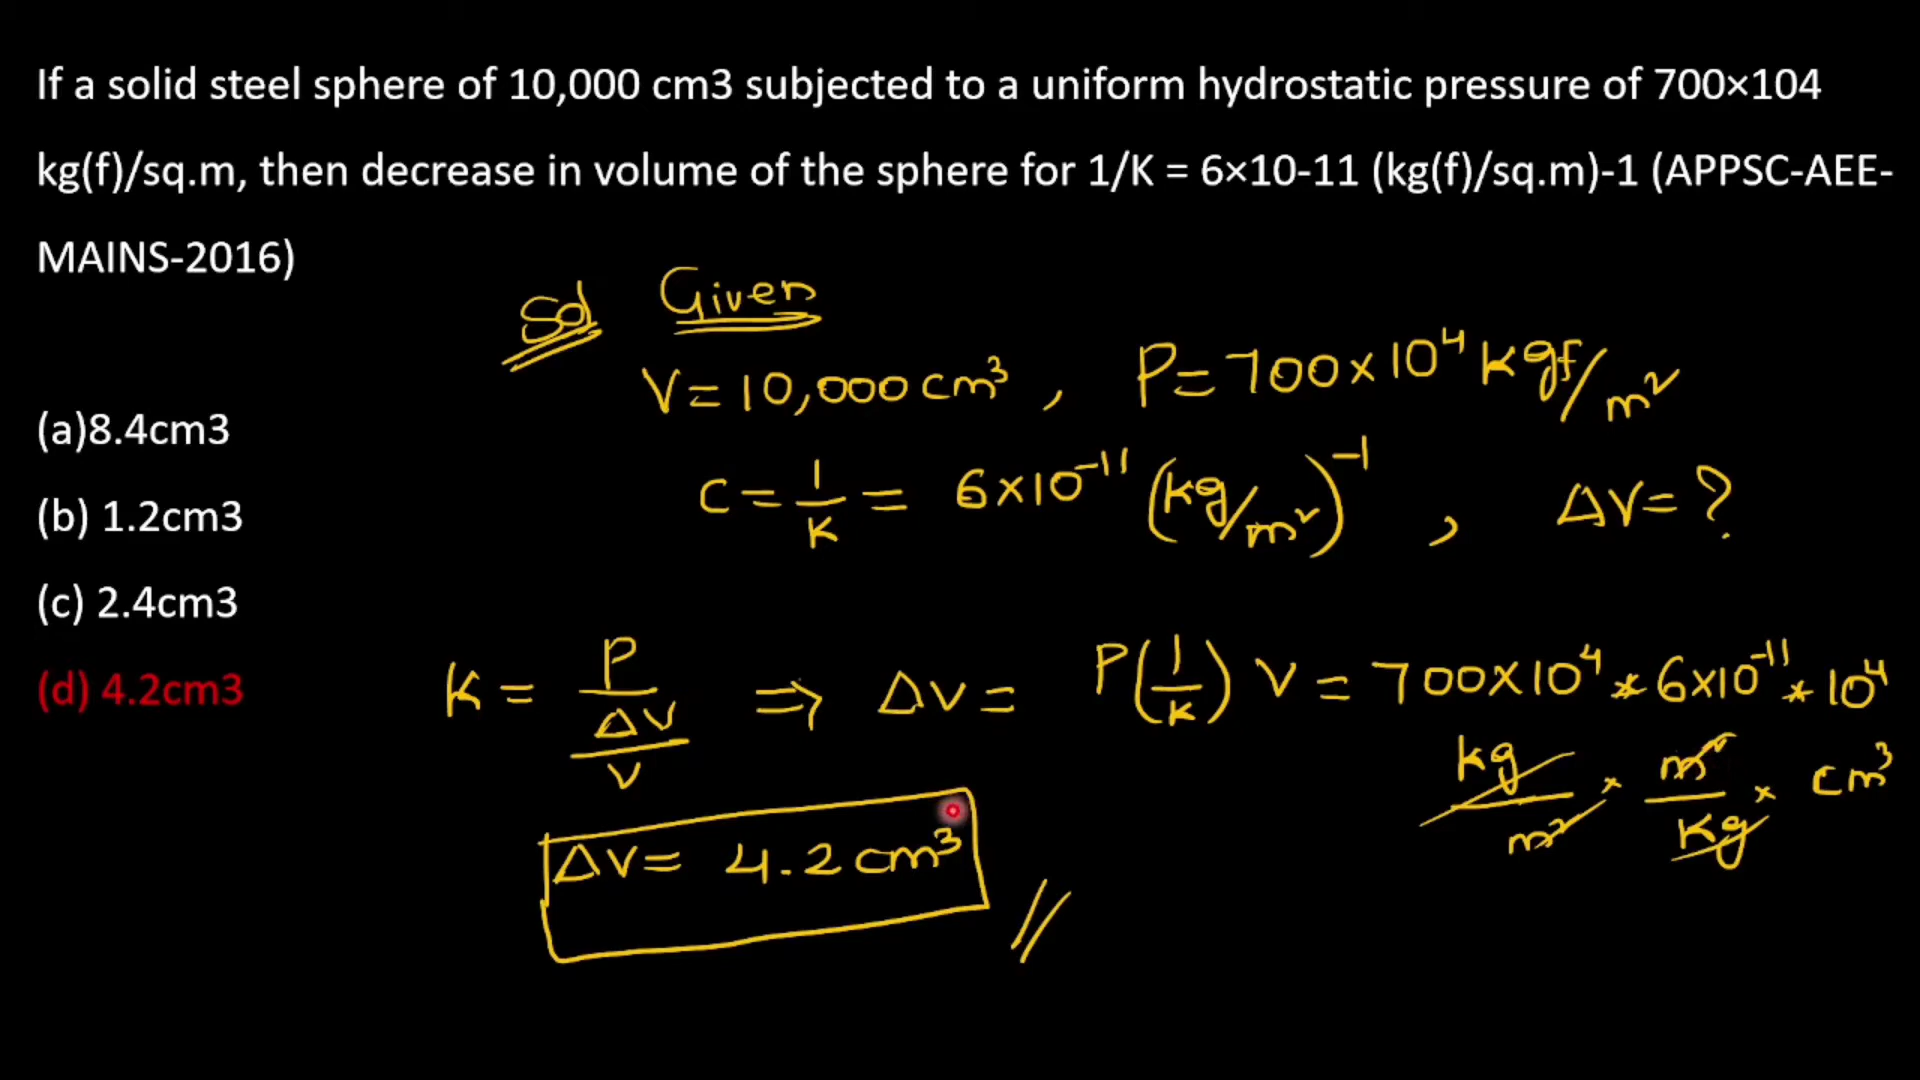 If a solid steel sphere of 10,000 cm3 subjected to a uniform hydrostatic pressure of 700×104
kg(f)/sq.m, then decrease in volume of the sphere for 1/K = 6×10-11 (kg(f)/sq.m)-1 (APPSC-AEE-
MAINS-2016)
Sol Given
V = 10,000 cm³ , P = 700×10⁴ kgf/m²
(a)8.4cm3
C = 1/K = 6×10⁻¹¹ (kg/m²)⁻¹ , ΔV = ?
(b) 1.2cm3
(c) 2.4cm3
(d) 4.2cm3
K = P/(ΔV/V) ⇒ ΔV = P(1/K) V = 700×10⁴ * 6×10⁻¹¹ * 10⁴
kg/m² × m²/kg × cm³
ΔV = 4.2 cm³ //